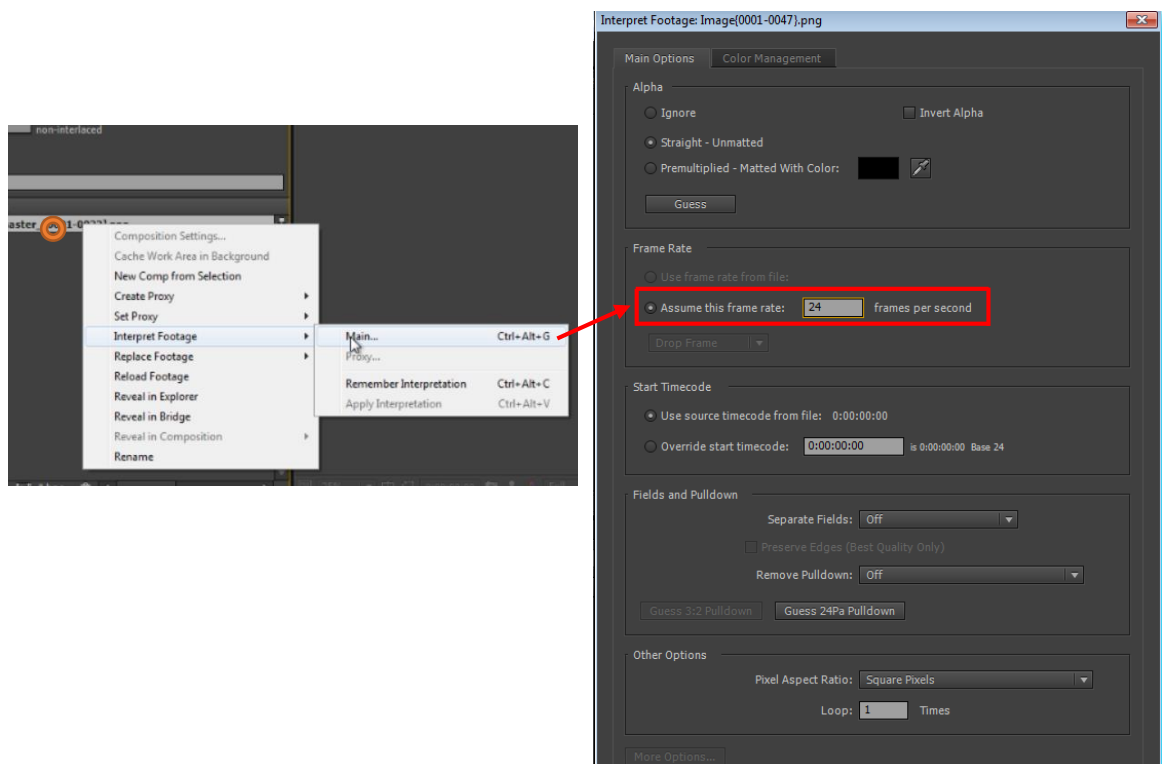 non-interlaced
aster_
1-0033].png
Composition Settings...
Cache Work Area in Background
New Comp from Selection
Create Proxy
Set Proxy
Interpret Footage
Replace Footage
Reload Footage
Reveal in Explorer
Reveal in Bridge
Reveal in Composition
Rename
Main... Ctrl+Alt+G
Proxy...
Remember Interpretation Ctrl+Alt+C
Apply Interpretation Ctrl+Alt+V
Interpret Footage: Image{0001-0047}.png
Main Options Color Management
Alpha
Ignore Invert Alpha
Straight - Unmatted
Premultiplied - Matted With Color:
Guess
Frame Rate
Use frame rate from file:
Assume this frame rate: 24 frames per second
Drop Frame
Start Timecode
Use source timecode from file: 0:00:00:00
Override start timecode: 0:00:00:00 is 0:00:00:00 Base 24
Fields and Pulldown
Separate Fields: Off
Preserve Edges (Best Quality Only)
Remove Pulldown: Off
Guess 3:2 Pulldown Guess 24Pa Pulldown
Other Options
Pixel Aspect Ratio: Square Pixels
Loop: 1 Times
More Options...